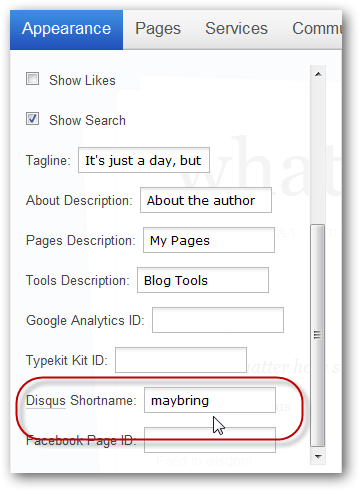 Appearance Pages Services Commu
Show Likes
Show Search
Tagline: It's just a day, but
About Description: About the author
Pages Description: My Pages
Tools Description: Blog Tools
Google Analytics ID:
Typekit Kit ID:
Disqus Shortname: maybring
Facebook Page ID:
what